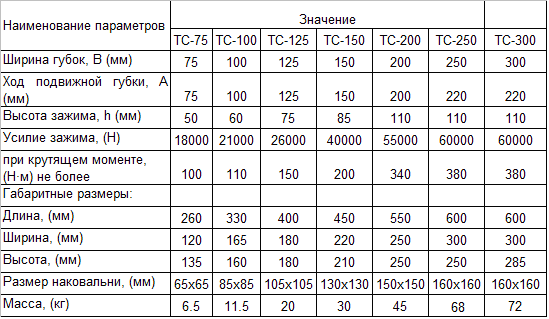 Наименование параметров Значение
ТС-75 ТС-100 ТС-125 ТС-150 ТС-200 ТС-250 ТС-300
Ширина губок, В (мм) 75 100 125 150 200 250 300
Ход подвижной губки, А
(мм) 75 100 125 150 200 220 220
Высота зажима, h (мм) 50 60 75 85 110 110 110
Усилие зажима, (Н) 18000 21000 26000 40000 55000 60000 60000
при крутящем моменте,
(Н·м) не более 100 110 150 200 340 380 380
Габаритные размеры:
Длина, (мм) 260 330 400 450 550 600 600
Ширина, (мм) 120 165 180 220 250 300 300
Высота, (мм) 135 160 180 210 250 250 285
Размер наковальни, (мм) 65х65 85х85 105х105 130х130 150х150 160х160 160х160
Масса, (кг) 6.5 11.5 20 30 45 68 72